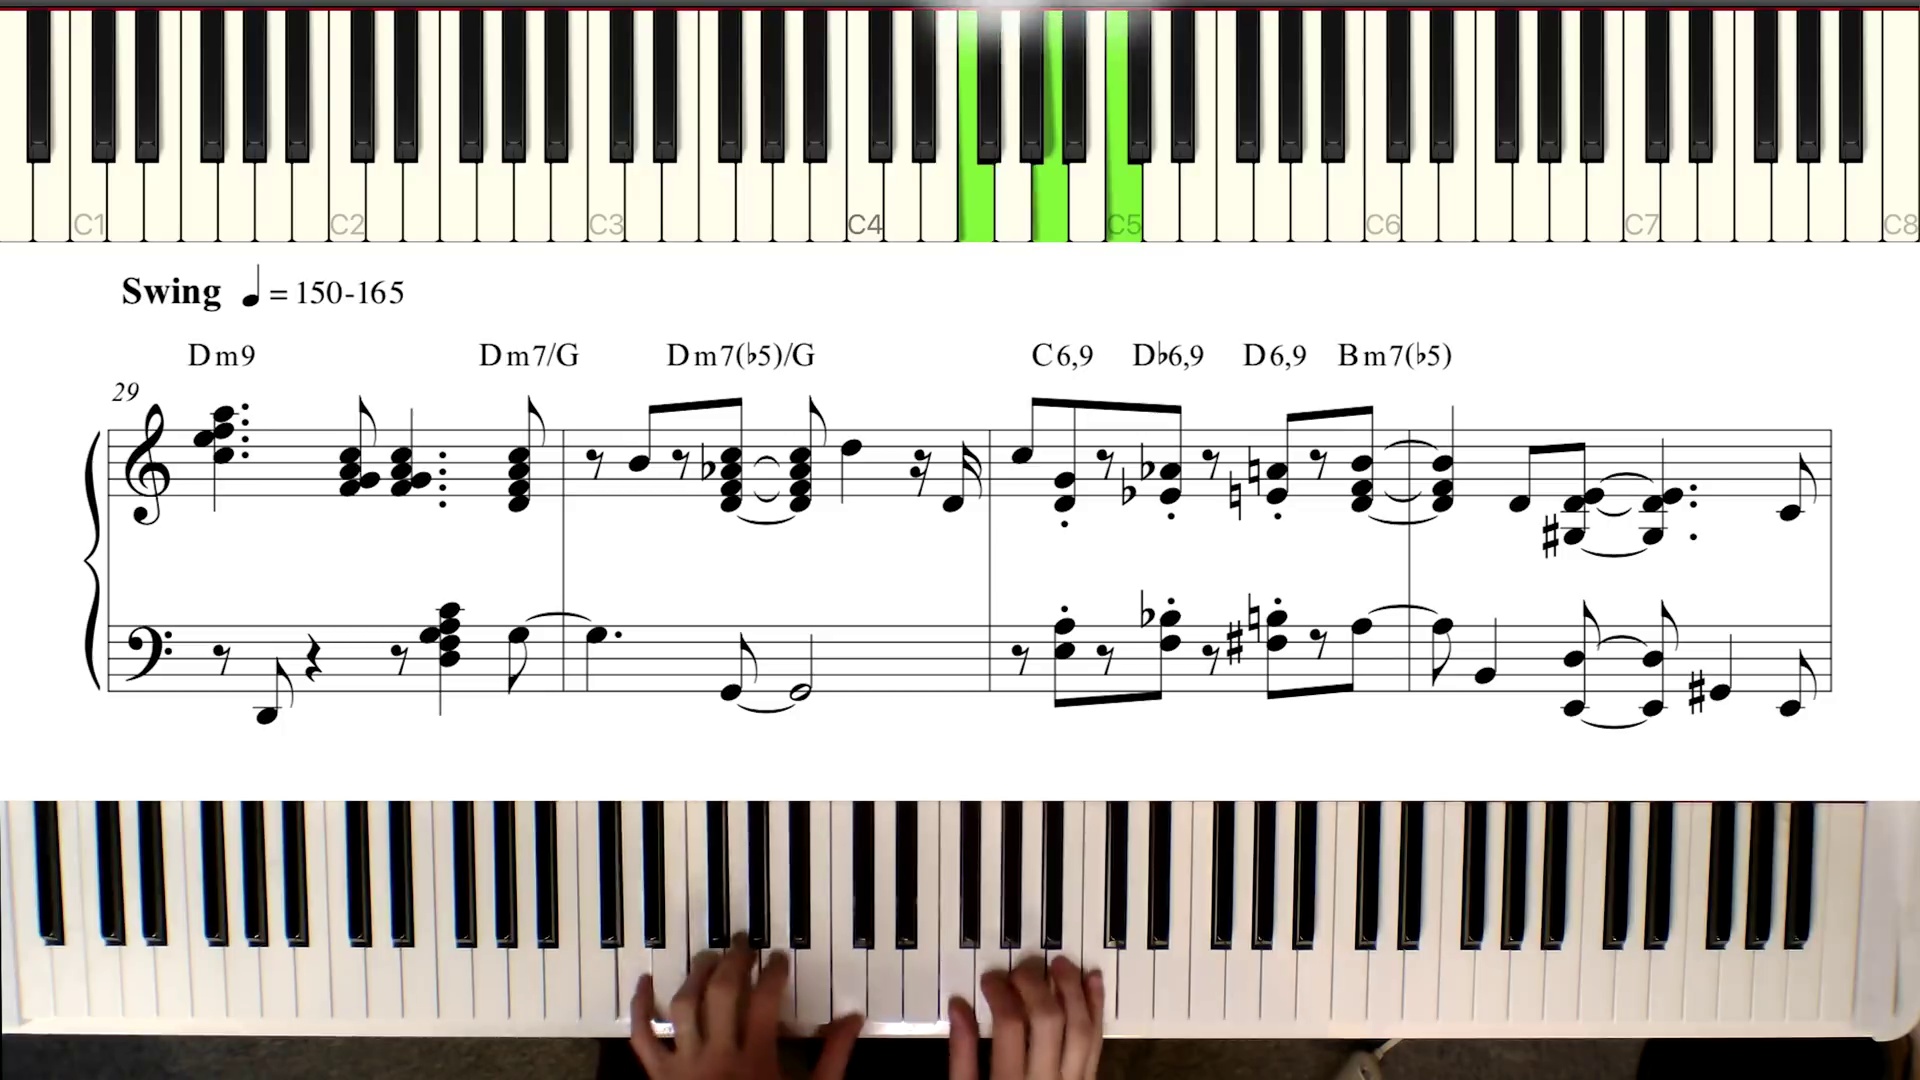 C1 C2 C3 C4 C5 C6 C7 C8
Swing ♩ = 150-165
Dm9 Dm7/G Dm7(♭5)/G C6,9 D♭6,9 D6,9 Bm7(♭5)
29